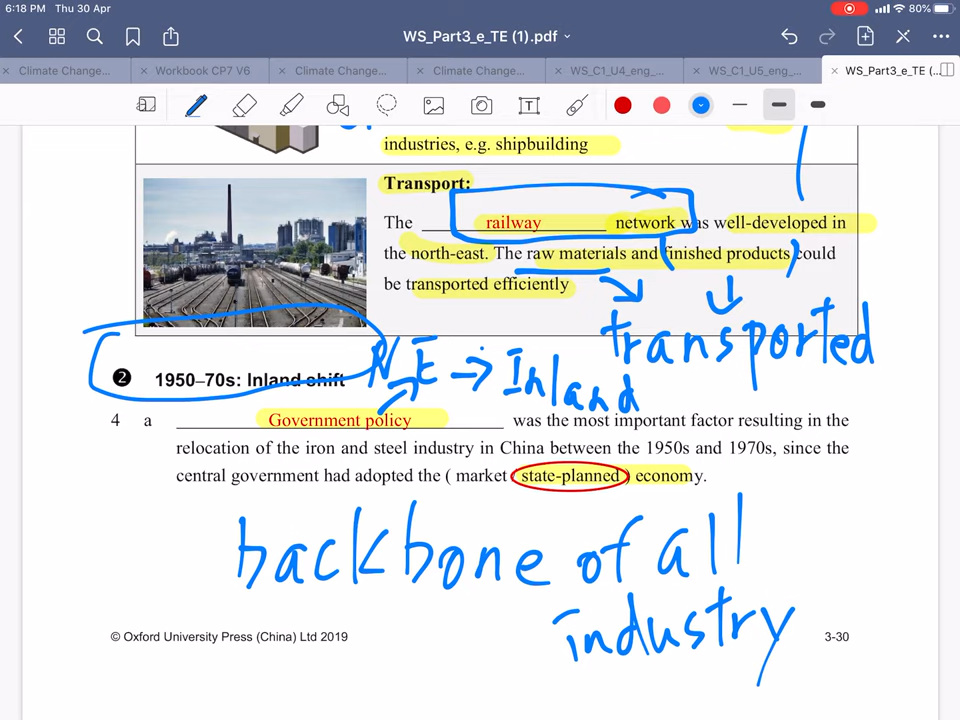 6:18 PM Thu 30 Apr
80%
WS_Part3_e_TE (1).pdf
Climate Change...
Workbook CP7 V6
Climate Change...
Climate Change...
WS_C1_U4_eng_...
WS_C1_U5_eng_...
WS_Part3_e_TE (...
T
industries, e.g. shipbuilding
Transport:
The railway network was well-developed in
the north-east. The raw materials and finished products could
be transported efficiently
transported
N.E → Inland
❷ 1950–70s: Inland shift
4 a Government policy was the most important factor resulting in the
relocation of the iron and steel industry in China between the 1950s and 1970s, since the
central government had adopted the ( market / state-planned ) economy.
backbone of all
industry
© Oxford University Press (China) Ltd 2019
3-30